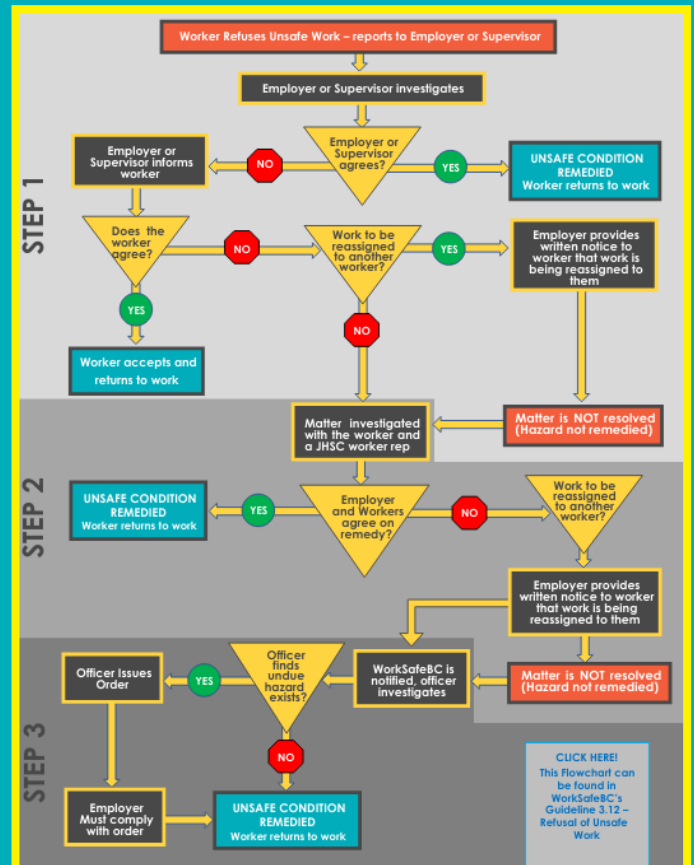 Worker Refuses Unsafe Work – reports to Employer or Supervisor
Employer or Supervisor investigates
STEP 1
Employer or
Supervisor informs
worker
NO
Employer or
Supervisor
agrees?
YES
UNSAFE CONDITION
REMEDIED
Worker returns to work
Does the
worker
agree?
NO
Work to be
reassigned
to another
worker?
YES
Employer provides
written notice to
worker that work is
being reassigned to
them
YES
NO
Worker accepts and
returns to work
Matter investigated
with the worker and
a JHSC worker rep
Matter is NOT resolved
(Hazard not remedied)
STEP 2
UNSAFE CONDITION
REMEDIED
Worker returns to work
YES
Employer
and Workers
agree on
remedy?
NO
Work to be
reassigned
to another
worker?
Employer provides
written notice to worker
that work is being
reassigned to them
STEP 3
Officer Issues
Order
YES
Officer
finds
undue
hazard
exists?
WorkSafeBC is
notified, officer
investigates
Matter is NOT resolved
(Hazard not remedied)
NO
Employer
Must comply
with order
UNSAFE CONDITION
REMEDIED
Worker returns to work
CLICK HERE!
This Flowchart can
be found in
WorkSafeBC's
Guideline 3.12 –
Refusal of Unsafe
Work